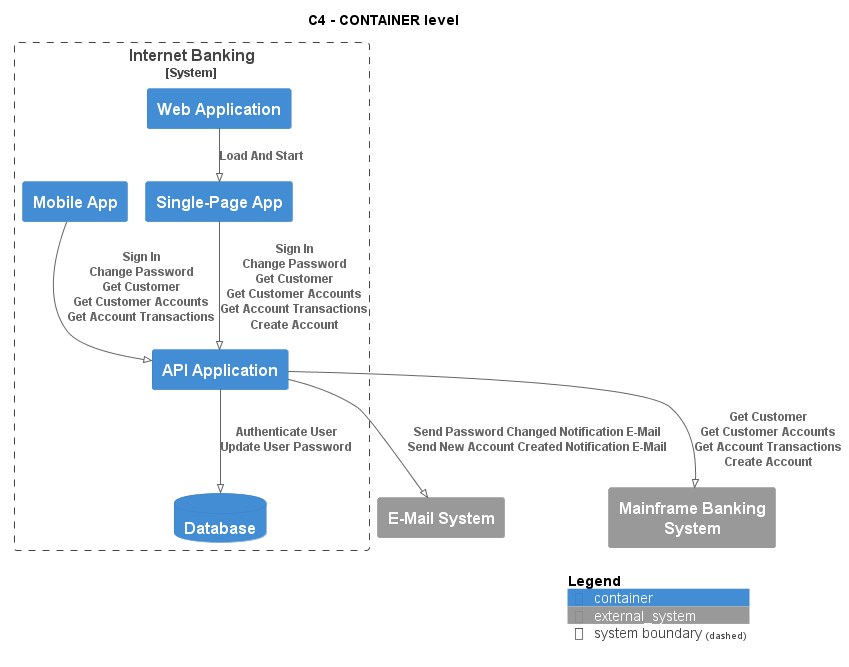 C4 - CONTAINER level
Internet Banking
[System]
Web Application
Load And Start
Mobile App
Single-Page App
Sign In
Change Password
Get Customer
Get Customer Accounts
Get Account Transactions
Sign In
Change Password
Get Customer
Get Customer Accounts
Get Account Transactions
Create Account
API Application
Authenticate User
Update User Password
Send Password Changed Notification E-Mail
Send New Account Created Notification E-Mail
Get Customer
Get Customer Accounts
Get Account Transactions
Create Account
Database
E-Mail System
Mainframe Banking
System
Legend
container
external_system
system boundary (dashed)